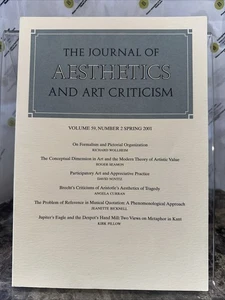 THE JOURNAL OF
AESTHETICS
AND ART CRITICISM
VOLUME 59, NUMBER 2 SPRING 2001
On Formalism and Pictorial Organization
RICHARD WOLLHEIM
The Conceptual Dimension in Art and the Modern Theory of Artistic Value
ROGER SEAMON
Participatory Art and Appreciative Practice
DAVID NOVITZ
Brecht's Criticisms of Aristotle's Aesthetics of Tragedy
ANGELA CURRAN
The Problem of Reference in Musical Quotation: A Phenomenological Approach
JEANETTE BICKNELL
Jupiter's Eagle and the Despot's Hand Mill: Two Views on Metaphor in Kant
KIRK PILLOW